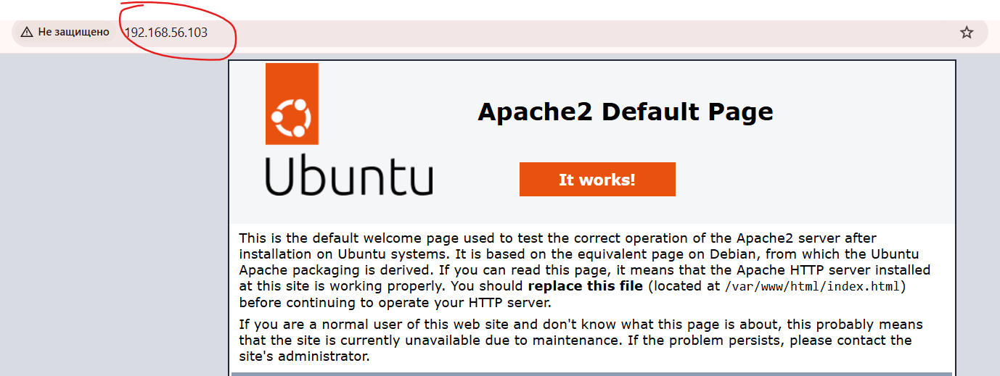 Не защищено 192.168.56.103
Apache2 Default Page
Ubuntu
It works!
This is the default welcome page used to test the correct operation of the Apache2 server after
installation on Ubuntu systems. It is based on the equivalent page on Debian, from which the Ubuntu
Apache packaging is derived. If you can read this page, it means that the Apache HTTP server installed
at this site is working properly. You should replace this file (located at /var/www/html/index.html)
before continuing to operate your HTTP server.
If you are a normal user of this web site and don't know what this page is about, this probably means
that the site is currently unavailable due to maintenance. If the problem persists, please contact the
site's administrator.